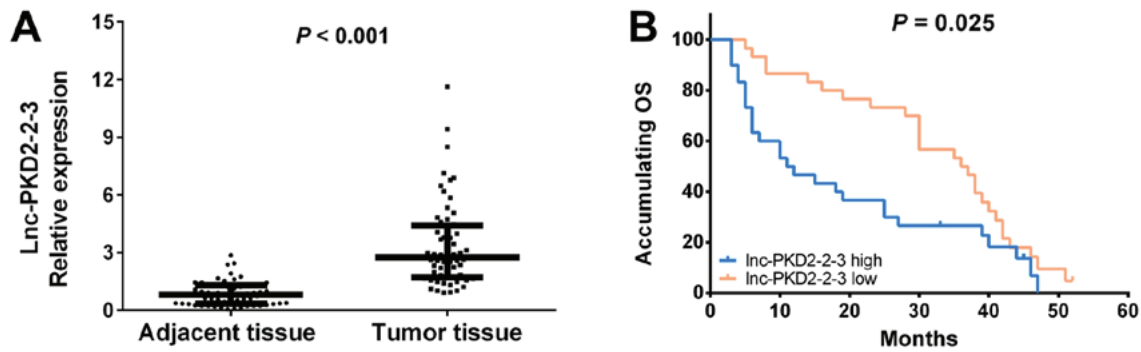 A
Lnc-PKD2-2-3
Relative expression
15
12
9
6
3
0
P < 0.001
Adjacent tissue
Tumor tissue
B
P = 0.025
Accumulating OS
100
80
60
40
20
0
lnc-PKD2-2-3 high
lnc-PKD2-2-3 low
0 10 20 30 40 50 60
Months